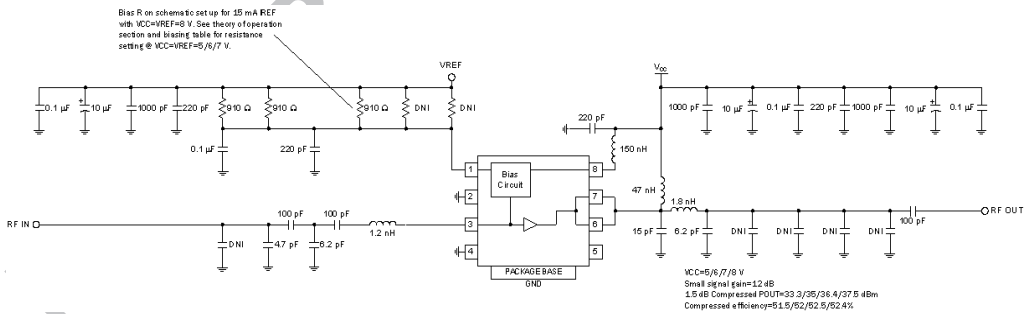 Bias R on schematic set up for 15 mA IREF
with VCC=VREF=8 V. See theory of operation
section and biasing table for resistance
setting @ VCC=VREF=5/6/7 V.
VREF
VCC
0.1 µF
+
10 µF
1000 pF
220 pF
910 Ω
910 Ω
910 Ω
DNI
DNI
1000 pF
10 µF
+
0.1 µF
220 pF
1000 pF
10 µF
+
0.1 µF
220 pF
0.1 µF
220 pF
150 nH
1
Bias
Circuit
8
2
7
47 nH
1.8 nH
RF IN
100 pF
100 pF
1.2 nH
3
6
100 pF
RF OUT
DNI
4.7 pF
6.2 pF
4
5
15 pF
6.2 pF
DNI
DNI
DNI
DNI
PACKAGE BASE
GND
VCC=5/6/7/8 V
Small signal gain=12 dB
1.5 dB Compressed POUT=33.3/35/36.4/37.5 dBm
Compressed efficiency=51.5/52/52.5/52.4%